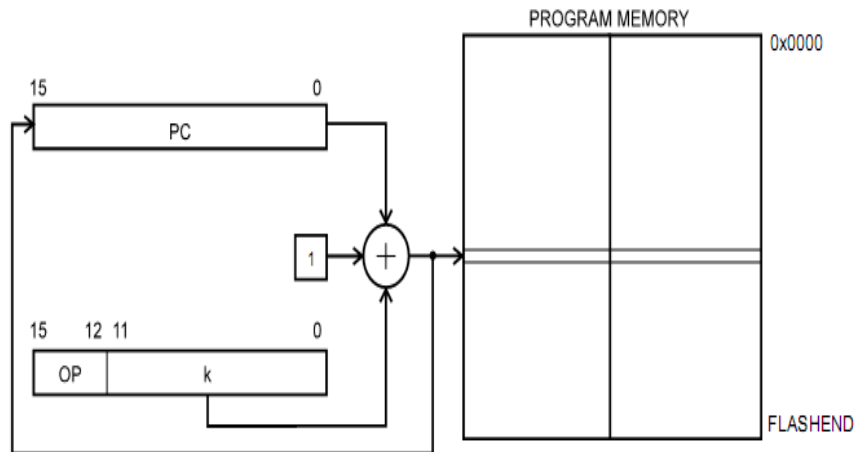 PROGRAM MEMORY
0x0000
15 0
PC
1
+
15 12 11 0
OP k
FLASHEND